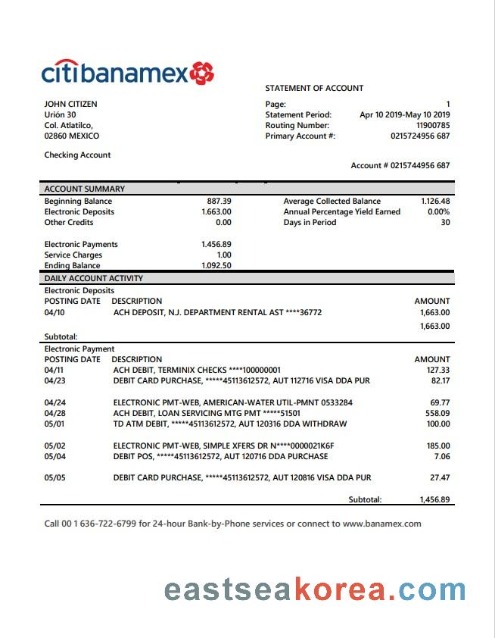 citibanamex
STATEMENT OF ACCOUNT
JOHN CITIZEN
Urión 30
Col. Atlatilco,
02860 MEXICO
Page: 1
Statement Period: Apr 10 2019-May 10 2019
Routing Number: 11900785
Primary Account #: 0215724956 687
Checking Account
Account # 0215744956 687
ACCOUNT SUMMARY
Beginning Balance 887.39 Average Collected Balance 1.126.48
Electronic Deposits 1.663.00 Annual Percentage Yield Earned 0.00%
Other Credits 0.00 Days in Period 30
Electronic Payments 1.456.89
Service Charges 1.00
Ending Balance 1.092.50
DAILY ACCOUNT ACTIVITY
Electronic Deposits
POSTING DATE DESCRIPTION AMOUNT
04/10 ACH DEPOSIT, N.J. DEPARTMENT RENTAL AST ****36772 1,663.00
1,663.00
Subtotal:
Electronic Payment
POSTING DATE DESCRIPTION AMOUNT
04/11 ACH DEBIT, TERMINIX CHECKS ****100000001 127.33
04/23 DEBIT CARD PURCHASE, *****45113612572, AUT 112716 VISA DDA PUR 82.17
04/24 ELECTRONIC PMT-WEB, AMERICAN-WATER UTIL-PMNT 0533284 69.77
04/28 ACH DEBIT, LOAN SERVICING MTG PMT *****51501 558.09
05/01 TD ATM DEBIT, *****45113612572, AUT 120316 DDA WITHDRAW 100.00
05/02 ELECTRONIC PMT-WEB, SIMPLE XFERS DR N****0000021K6F 185.00
05/04 DEBIT POS, *****45113612572, AUT 120716 DDA PURCHASE 7.06
05/05 DEBIT CARD PURCHASE, *****45113612572, AUT 120816 VISA DDA PUR 27.47
Subtotal: 1,456.89
Call 00 1 636-722-6799 for 24-hour Bank-by-Phone services or connect to www.banamex.com
eastseakorea.com